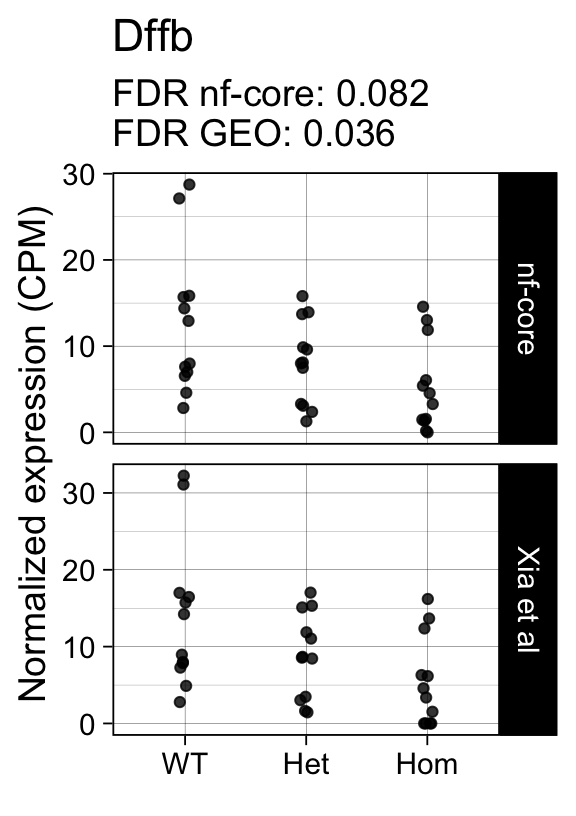 Dffb
FDR nf-core: 0.082
FDR GEO: 0.036
Normalized expression (CPM)
30
20
10
0
nf-core
30
20
10
0
Xia et al
WT Het Hom